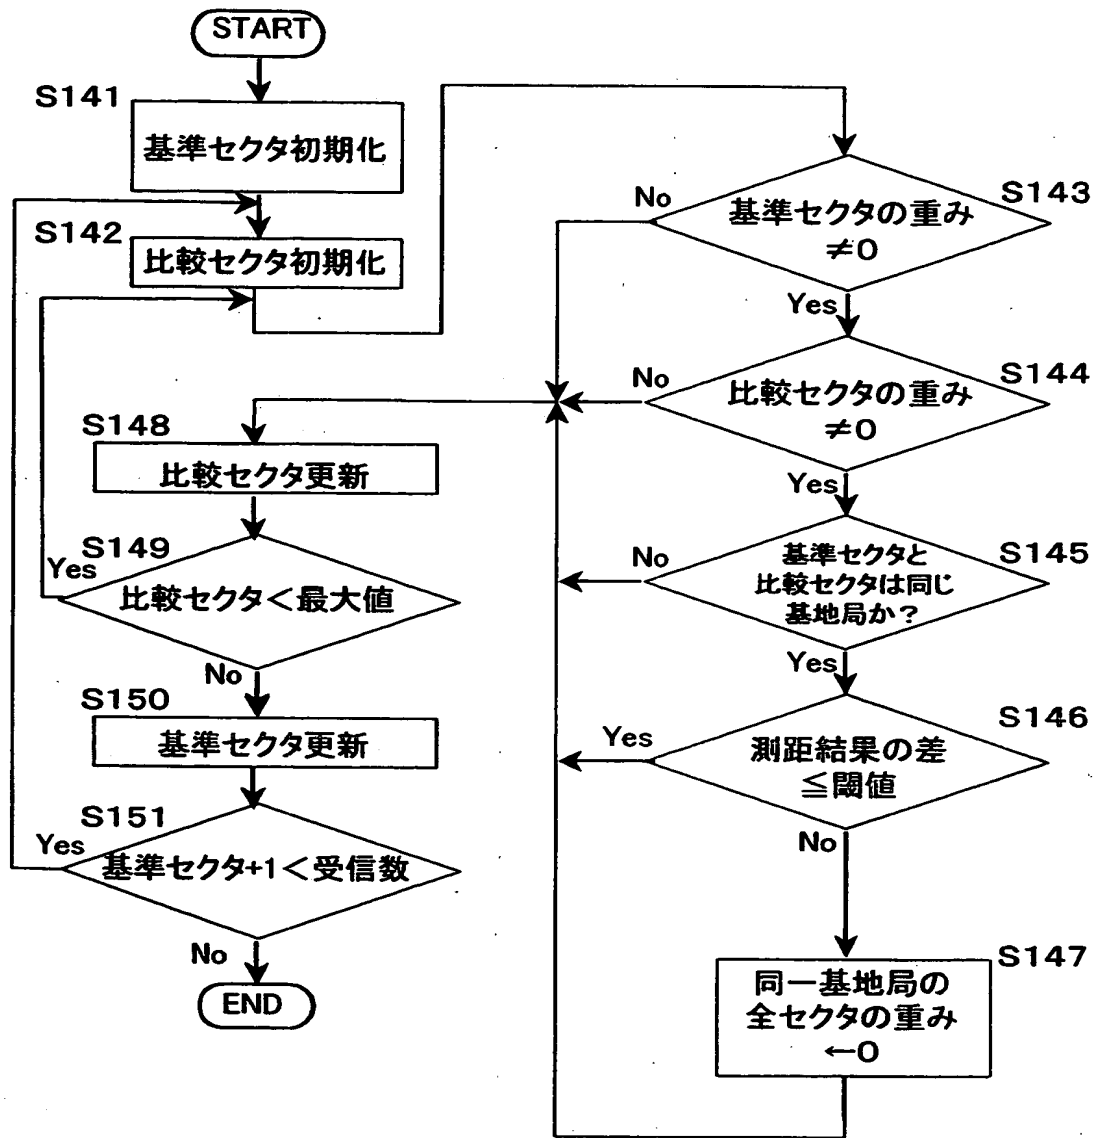 START
S141
基準セクタ初期化
S142
比較セクタ初期化
S148
比較セクタ更新
S149
Yes
比較セクタ<最大値
No
S150
基準セクタ更新
S151
Yes
基準セクタ+1<受信数
No
END
No
S143
基準セクタの重み
≠0
Yes
No
S144
比較セクタの重み
≠0
Yes
No
S145
基準セクタと
比較セクタは同じ
基地局か?
Yes
Yes
S146
測距結果の差
≦閾値
No
S147
同一基地局の
全セクタの重み
←0